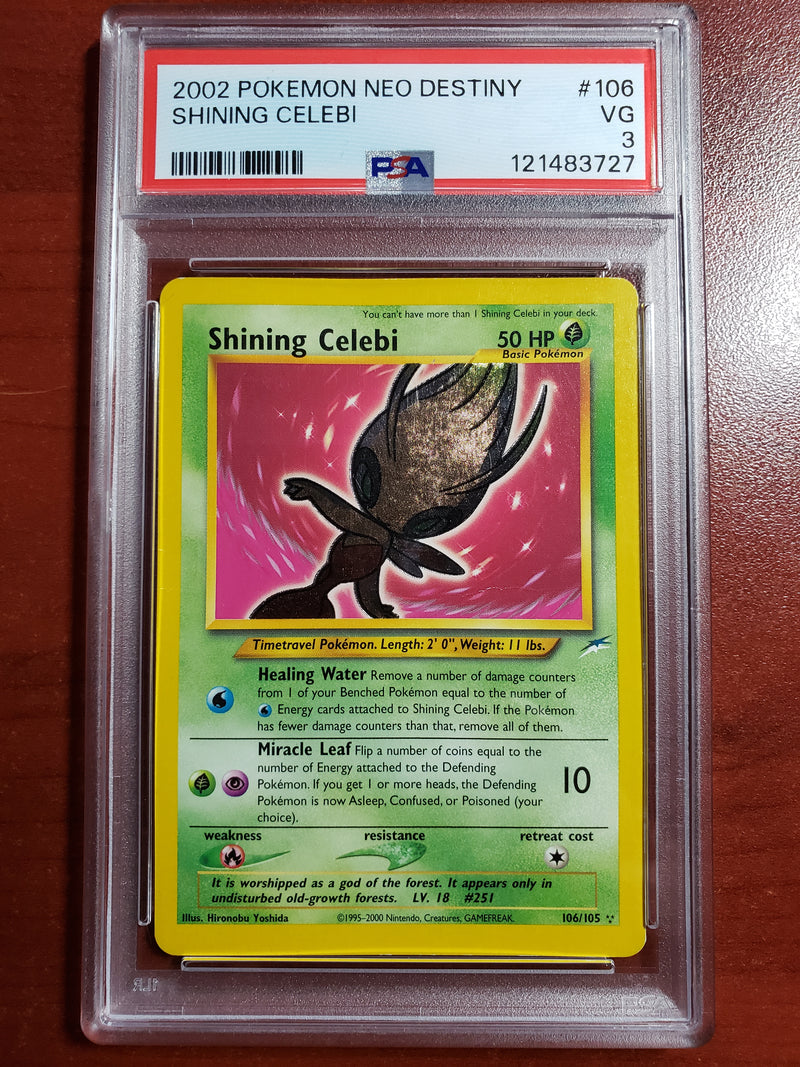 2002 POKEMON NEO DESTINY #106
SHINING CELEBI VG
3
PSA 121483727
You can't have more than 1 Shining Celebi in your deck.
Shining Celebi 50 HP
Basic Pokémon
Timetravel Pokémon. Length: 2' 0", Weight: 11 lbs.
Healing Water Remove a number of damage counters
from 1 of your Benched Pokémon equal to the number of
Energy cards attached to Shining Celebi. If the Pokémon
has fewer damage counters than that, remove all of them.
Miracle Leaf Flip a number of coins equal to the
number of Energy attached to the Defending
Pokémon. If you get 1 or more heads, the Defending 10
Pokémon is now Asleep, Confused, or Poisoned (your
choice).
weakness resistance retreat cost
It is worshipped as a god of the forest. It appears only in
undisturbed old-growth forests. LV. 18 #251
Illus. Hironobu Yoshida ©1995-2000 Nintendo, Creatures, GAMEFREAK. 106/105